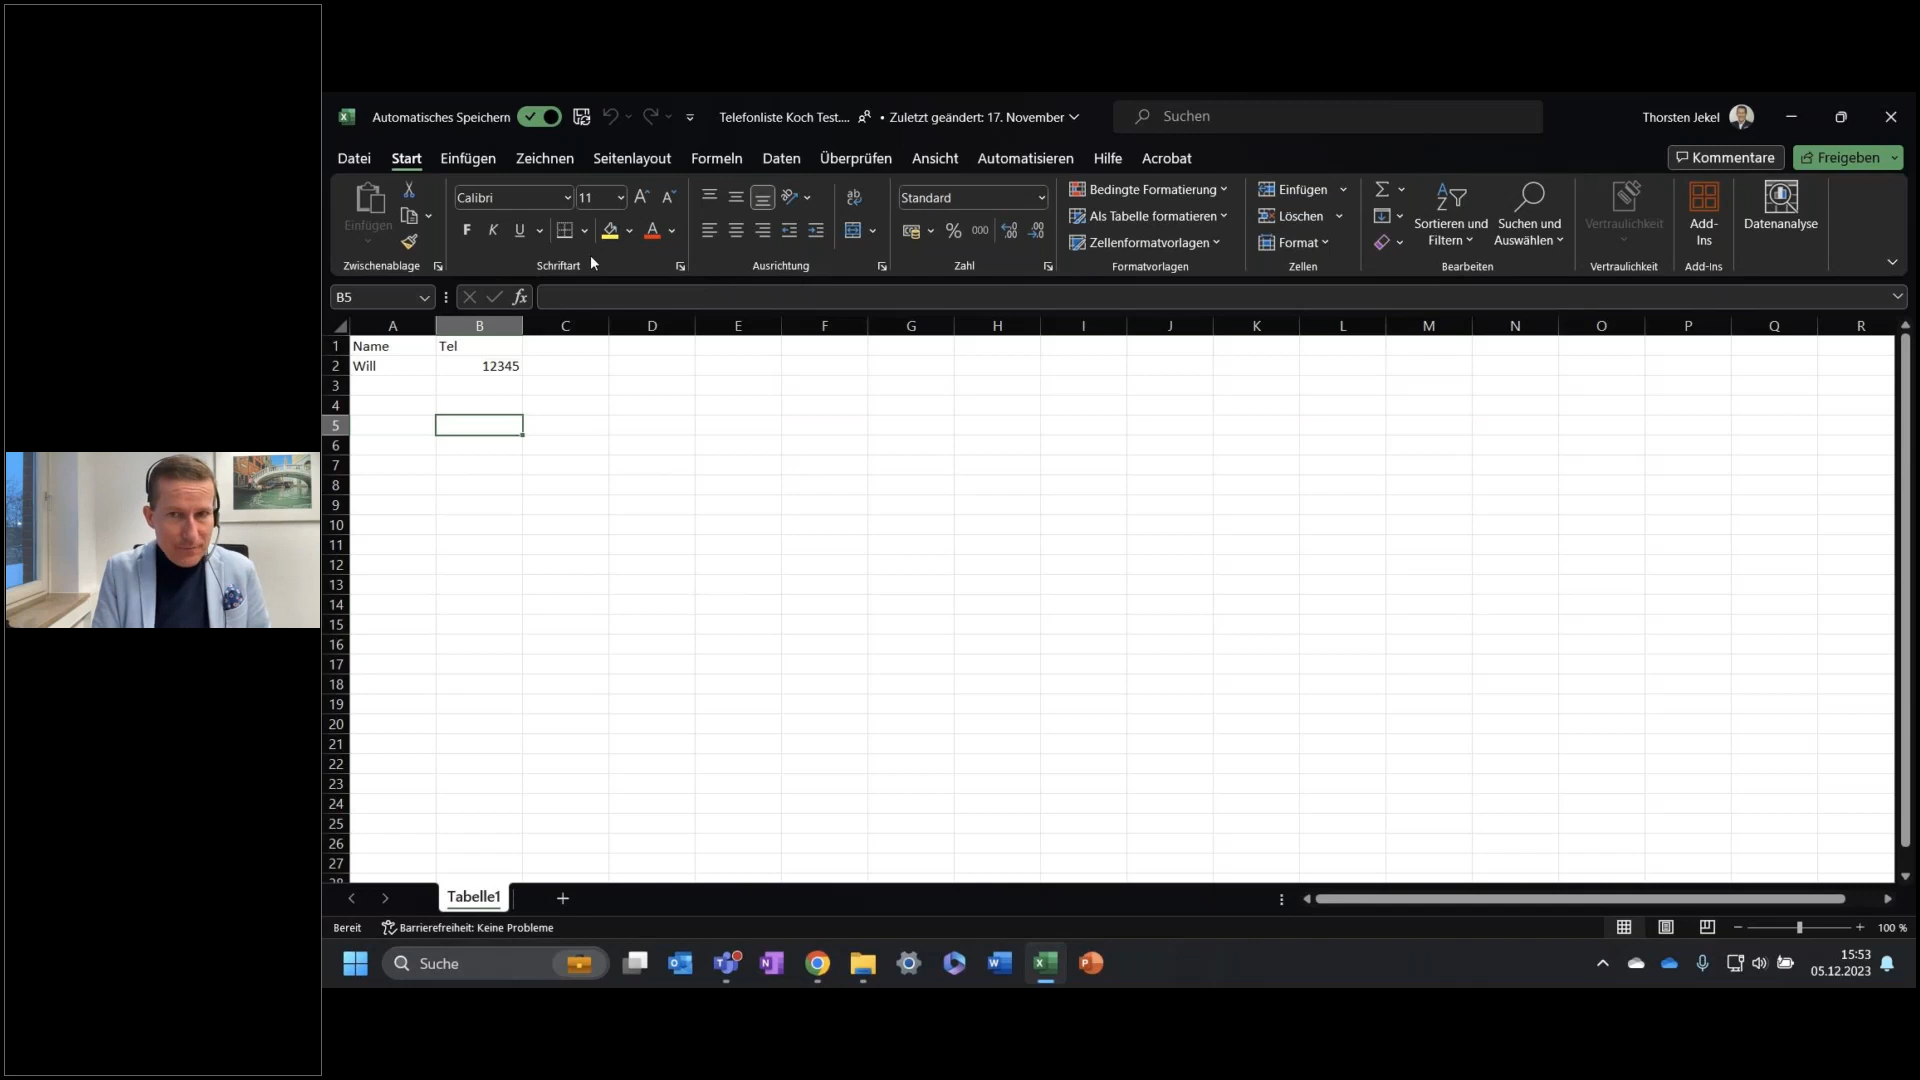 Automatisches Speichern
Telefonliste Koch Test.... • Zuletzt geändert: 17. November
Suchen
Thorsten Jekel
Datei Start Einfügen Zeichnen Seitenlayout Formeln Daten Überprüfen Ansicht Automatisieren Hilfe Acrobat
Kommentare Freigeben
Einfügen
Zwischenablage
Calibri 11
F K U
Schriftart
Ausrichtung
Standard
% 000
Zahl
Bedingte Formatierung
Als Tabelle formatieren
Zellenformatvorlagen
Formatvorlagen
Einfügen
Löschen
Format
Zellen
Sortieren und
Filtern
Suchen und
Auswählen
Bearbeiten
Vertraulichkeit
Vertraulichkeit
Add-
Ins
Add-Ins
Datenanalyse
B5 fx
A B C D E F G H I J K L M N O P Q R
1 Name Tel
2 Will 12345
3
4
5
6
7
8
9
10
11
12
13
14
15
16
17
18
19
20
21
22
23
24
25
26
27
28
Tabelle1
Bereit Barrierefreiheit: Keine Probleme
100 %
Suche
15:53
05.12.2023